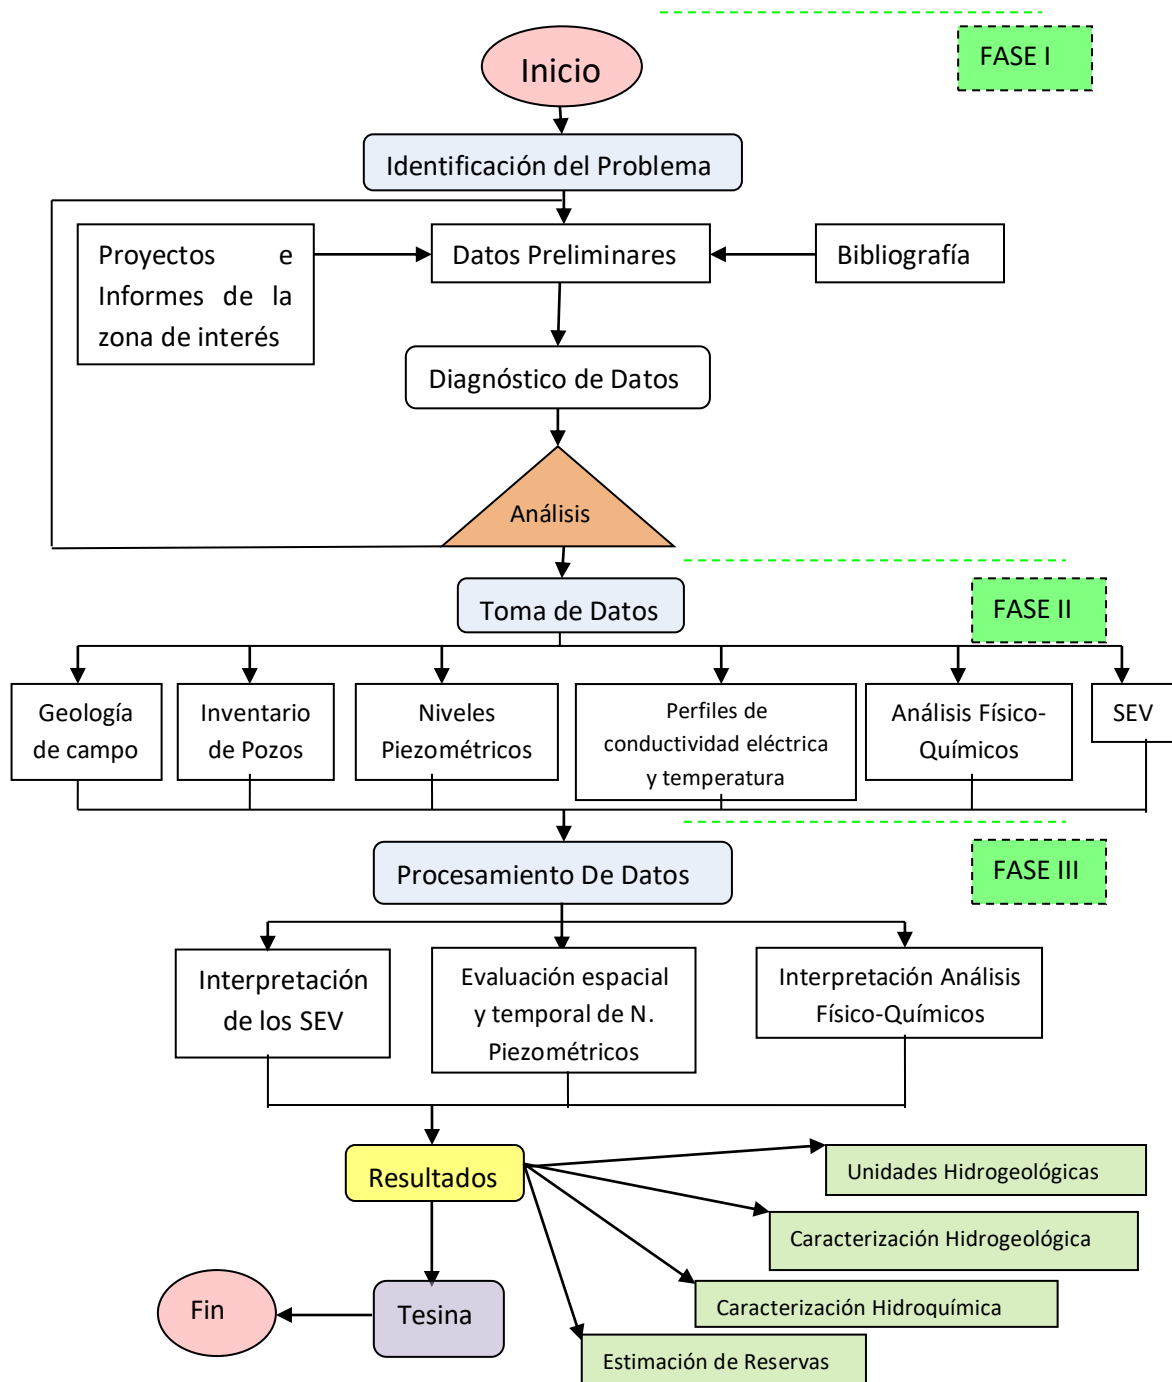 FASE I
Inicio
Identificación del Problema
Proyectos e
Informes de la
zona de interés
Datos Preliminares
Bibliografía
Diagnóstico de Datos
Análisis
FASE II
Toma de Datos
Geología
de campo
Inventario
de Pozos
Niveles
Piezométricos
Perfiles de
conductividad eléctrica
y temperatura
Análisis Físico-
Químicos
SEV
FASE III
Procesamiento De Datos
Interpretación
de los SEV
Evaluación espacial
y temporal de N.
Piezométricos
Interpretación Análisis
Físico-Químicos
Resultados
Unidades Hidrogeológicas
Caracterización Hidrogeológica
Caracterización Hidroquímica
Estimación de Reservas
Tesina
Fin